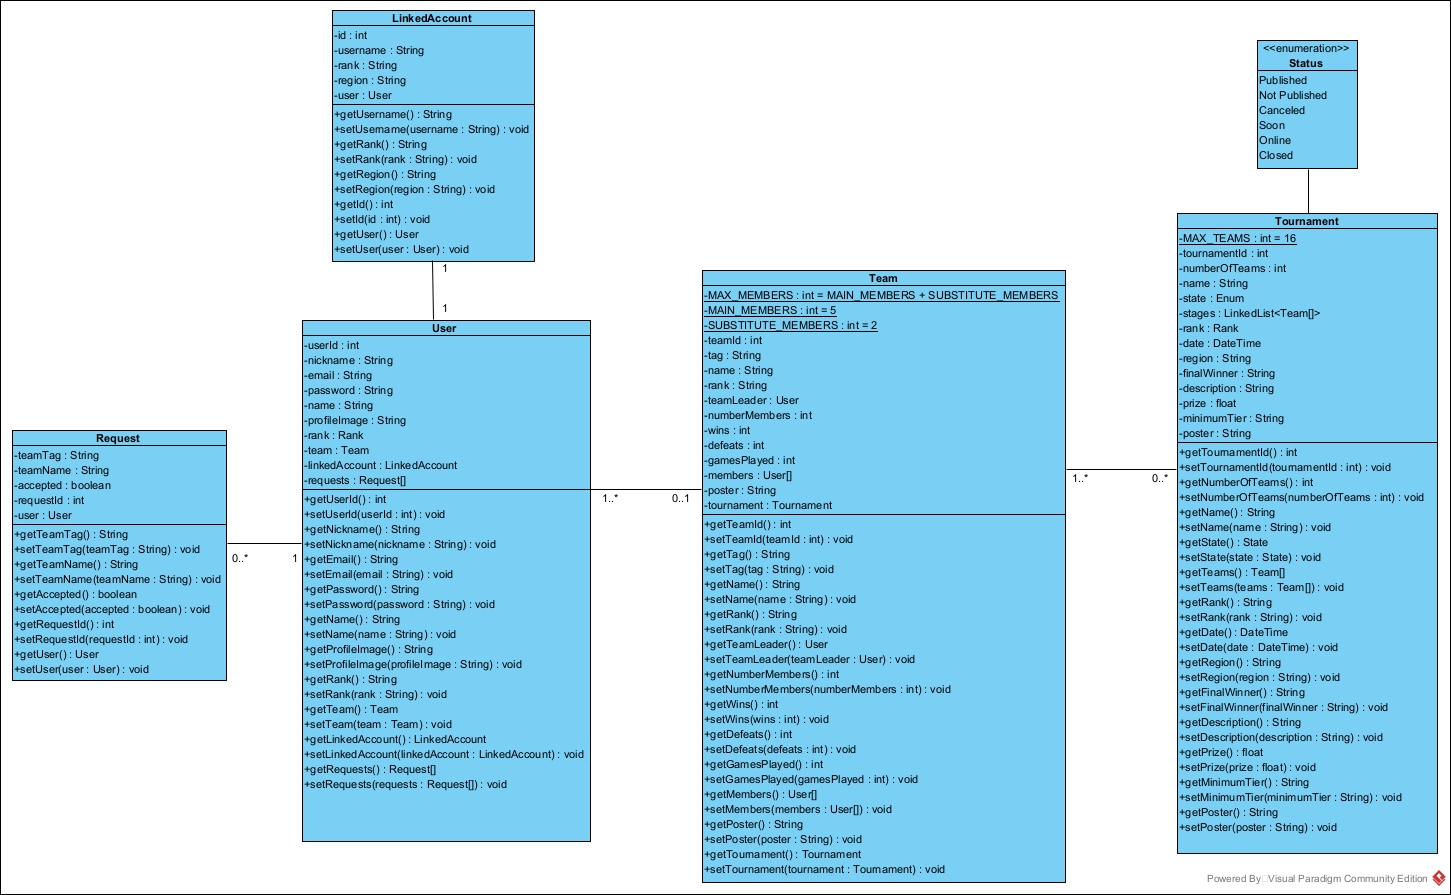 LinkedAccount
-id : int
-username : String
-rank : String
-region : String
-user : User
+getUsername() : String
+setUsername(username : String) : void
+getRank() : String
+setRank(rank : String) : void
+getRegion() : String
+setRegion(region : String) : void
+getId() : int
+setId(id : int) : void
+getUser() : User
+setUser(user : User) : void
1
1
<<enumeration>>
Status
Published
Not Published
Canceled
Soon
Online
Closed
Request
-teamTag : String
-teamName : String
-accepted : boolean
-requestId : int
-user : User
+getTeamTag() : String
+setTeamTag(teamTag : String) : void
+getTeamName() : String
+setTeamName(teamName : String) : void
+getAccepted() : boolean
+setAccepted(accepted : boolean) : void
+getRequestId() : int
+setRequestId(requestId : int) : void
+getUser() : User
+setUser(user : User) : void
0..*
1
User
-userId : int
-nickname : String
-email : String
-password : String
-name : String
-profileImage : String
-rank : Rank
-team : Team
-linkedAccount : LinkedAccount
-requests : Request[]
+getUserId() : int
+setUserId(userId : int) : void
+getNickname() : String
+setNickname(nickname : String) : void
+getEmail() : String
+setEmail(email : String) : void
+getPassword() : String
+setPassword(password : String) : void
+getName() : String
+setName(name : String) : void
+getProfileImage() : String
+setProfileImage(profileImage : String) : void
+getRank() : String
+setRank(rank : String) : void
+getTeam() : Team
+setTeam(team : Team) : void
+getLinkedAccount() : LinkedAccount
+setLinkedAccount(linkedAccount : LinkedAccount) : void
+getRequests() : Request[]
+setRequests(requests : Request[]) : void
1..*
0..1
Team
-MAX_MEMBERS : int = MAIN_MEMBERS + SUBSTITUTE_MEMBERS
-MAIN_MEMBERS : int = 5
-SUBSTITUTE_MEMBERS : int = 2
-teamId : int
-tag : String
-name : String
-rank : String
-teamLeader : User
-numberMembers : int
-wins : int
-defeats : int
-gamesPlayed : int
-members : User[]
-poster : String
-tournament : Tournament
+getTeamId() : int
+setTeamId(teamId : int) : void
+getTag() : String
+setTag(tag : String) : void
+getName() : String
+setName(name : String) : void
+getRank() : String
+setRank(rank : String) : void
+getTeamLeader() : User
+setTeamLeader(teamLeader : User) : void
+getNumberMembers() : int
+setNumberMembers(numberMembers : int) : void
+getWins() : int
+setWins(wins : int) : void
+getDefeats() : int
+setDefeats(defeats : int) : void
+getGamesPlayed() : int
+setGamesPlayed(gamesPlayed : int) : void
+getMembers() : User[]
+setMembers(members : User[]) : void
+getPoster() : String
+setPoster(poster : String) : void
+getTournament() : Tournament
+setTournament(tournament : Tournament) : void
1..*
0..*
Tournament
-MAX_TEAMS : int = 16
-tournamentId : int
-numberOfTeams : int
-name : String
-state : Enum
-stages : LinkedList<Team[]>
-rank : Rank
-date : DateTime
-region : String
-finalWinner : String
-description : String
-prize : float
-minimumTier : String
-poster : String
+getTournamentId() : int
+setTournamentId(tournamentId : int) : void
+getNumberOfTeams() : int
+setNumberOfTeams(numberOfTeams : int) : void
+getName() : String
+setName(name : String) : void
+getState() : State
+setState(state : State) : void
+getTeams() : Team[]
+setTeams(teams : Team[]) : void
+getRank() : String
+setRank(rank : String) : void
+getDate() : DateTime
+setDate(date : DateTime) : void
+getRegion() : String
+setRegion(region : String) : void
+getFinalWinner() : String
+setFinalWinner(finalWinner : String) : void
+getDescription() : String
+setDescription(description : String) : void
+getPrize() : float
+setPrize(prize : float) : void
+getMinimumTier() : String
+setMinimumTier(minimumTier : String) : void
+getPoster() : String
+setPoster(poster : String) : void
Powered By Visual Paradigm Community Edition